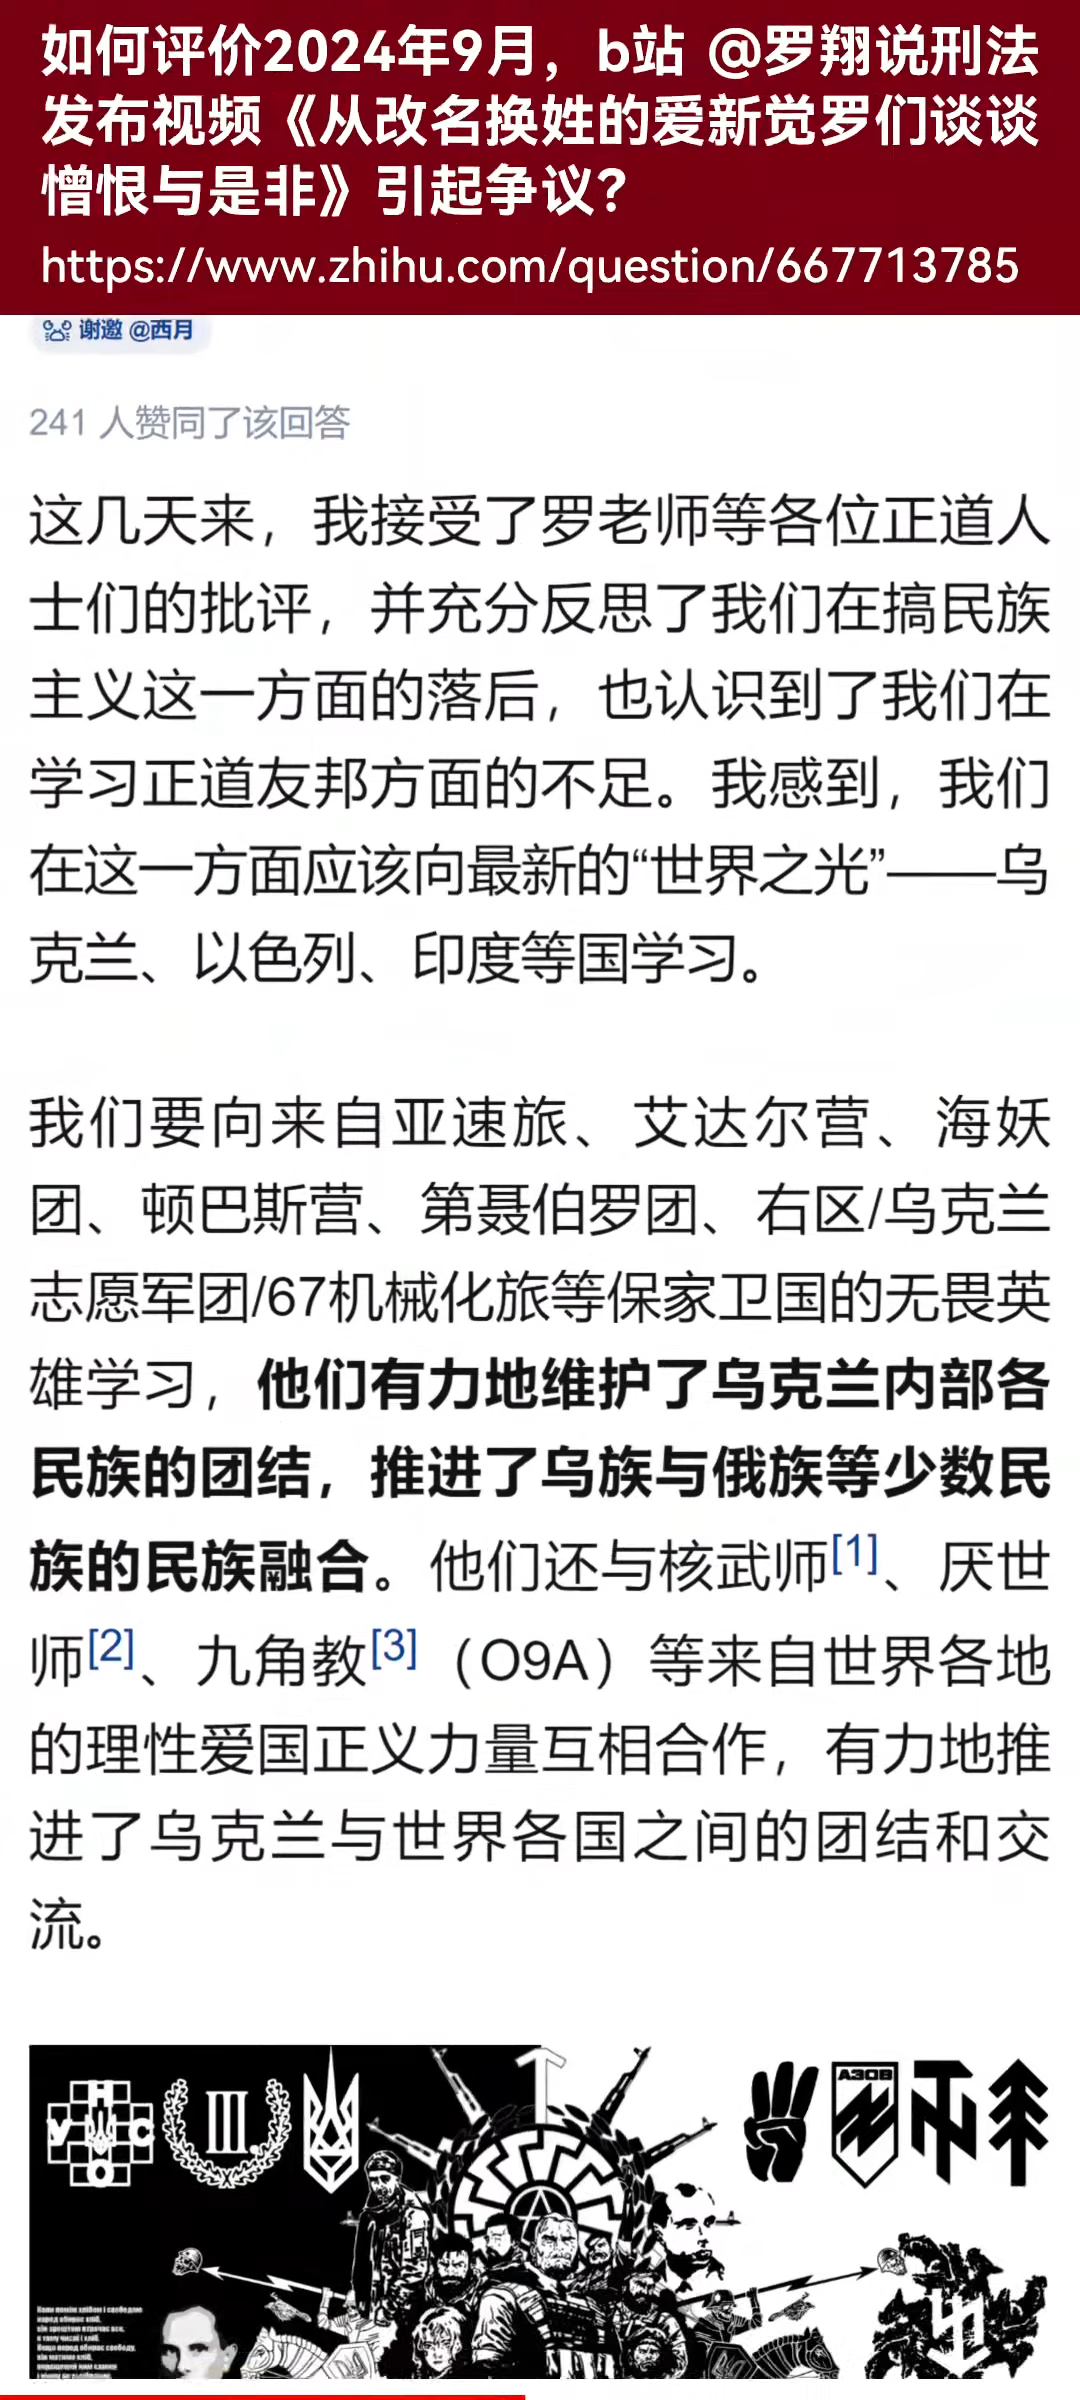 如何评价2024年9月，b站 @罗翔说刑法
发布视频《从改名换姓的爱新觉罗们谈谈
憎恨与是非》引起争议？
https://www.zhihu.com/question/667713785
谢邀 @西月
241 人赞同了该回答
这几天来，我接受了罗老师等各位正道人
士们的批评，并充分反思了我们在搞民族
主义这一方面的落后，也认识到了我们在
学习正道友邦方面的不足。我感到，我们
在这一方面应该向最新的“世界之光”——乌
克兰、以色列、印度等国学习。
我们要向来自亚速旅、艾达尔营、海妖
团、顿巴斯营、第聂伯罗团、右区/乌克兰
志愿军团/67机械化旅等保家卫国的无畏英
雄学习，他们有力地维护了乌克兰内部各
民族的团结，推进了乌族与俄族等少数民
族的民族融合。他们还与核武师[1]、厌世
师[2]、九角教[3]（O9A）等来自世界各地
的理性爱国正义力量互相合作，有力地推
进了乌克兰与世界各国之间的团结和交
流。
Н
У С
О
III.
АЗОВ